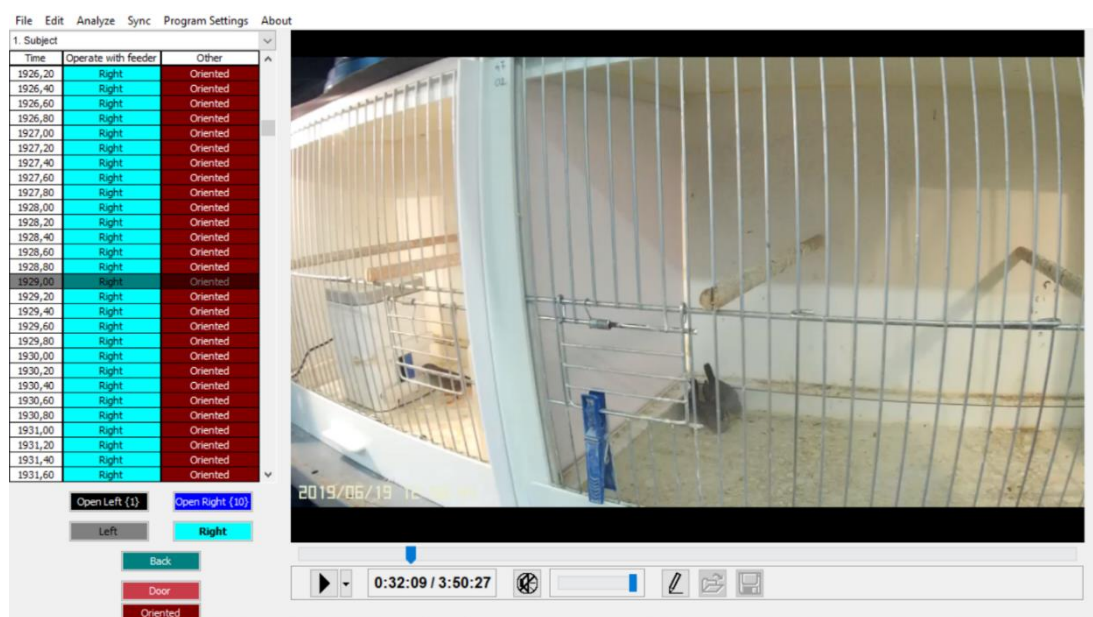 File Edit Analyze Sync Program Settings About
1. Subject
Time Operate with feeder Other
1926,20 Right Oriented
1926,40 Right Oriented
1926,60 Right Oriented
1926,80 Right Oriented
1927,00 Right Oriented
1927,20 Right Oriented
1927,40 Right Oriented
1927,60 Right Oriented
1927,80 Right Oriented
1928,00 Right Oriented
1928,20 Right Oriented
1928,40 Right Oriented
1928,60 Right Oriented
1928,80 Right Oriented
1929,00 Right Oriented
1929,20 Right Oriented
1929,40 Right Oriented
1929,60 Right Oriented
1929,80 Right Oriented
1930,00 Right Oriented
1930,20 Right Oriented
1930,40 Right Oriented
1930,60 Right Oriented
1930,80 Right Oriented
1931,00 Right Oriented
1931,20 Right Oriented
1931,40 Right Oriented
1931,60 Right Oriented
Open Left {1} Open Right {10}
Left Right
Back
Door
Oriented
2019/06/19
0:32:09 / 3:50:27